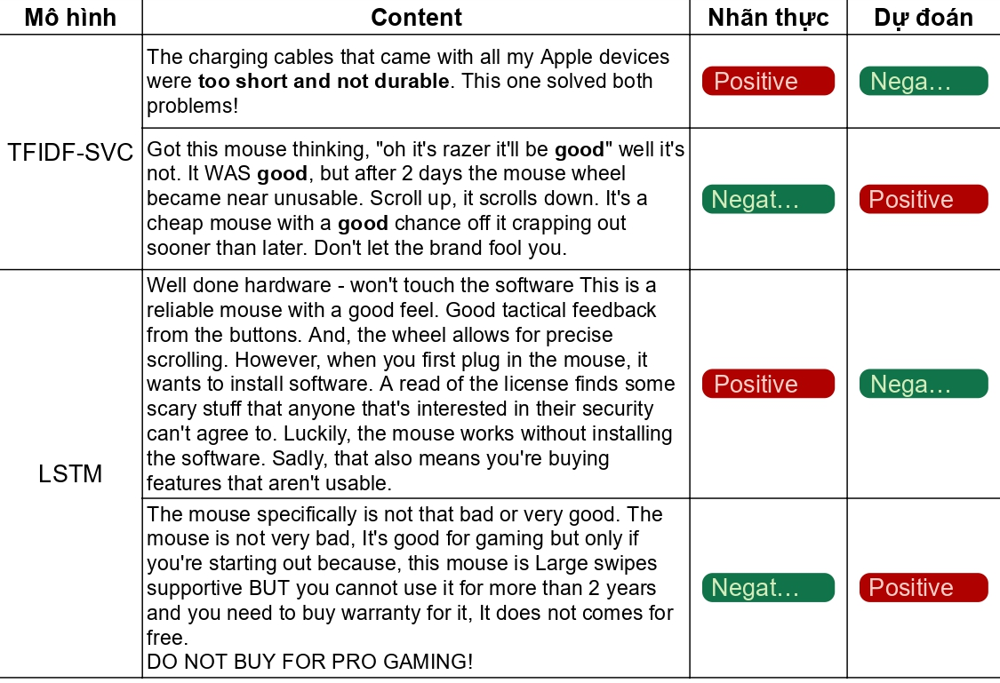 Mô hình Content Nhãn thực Dự đoán
TFIDF-SVC
The charging cables that came with all my Apple devices
were too short and not durable. This one solved both
problems!
Positive Nega…
Got this mouse thinking, "oh it's razer it'll be good" well it's
not. It WAS good, but after 2 days the mouse wheel
became near unusable. Scroll up, it scrolls down. It's a
cheap mouse with a good chance off it crapping out
sooner than later. Don't let the brand fool you.
Negat… Positive
LSTM
Well done hardware - won't touch the software This is a
reliable mouse with a good feel. Good tactical feedback
from the buttons. And, the wheel allows for precise
scrolling. However, when you first plug in the mouse, it
wants to install software. A read of the license finds some
scary stuff that anyone that's interested in their security
can't agree to. Luckily, the mouse works without installing
the software. Sadly, that also means you're buying
features that aren't usable.
Positive Nega…
The mouse specifically is not that bad or very good. The
mouse is not very bad, It's good for gaming but only if
you're starting out because, this mouse is Large swipes
supportive BUT you cannot use it for more than 2 years
and you need to buy warranty for it, It does not comes for
free.
DO NOT BUY FOR PRO GAMING!
Negat… Positive